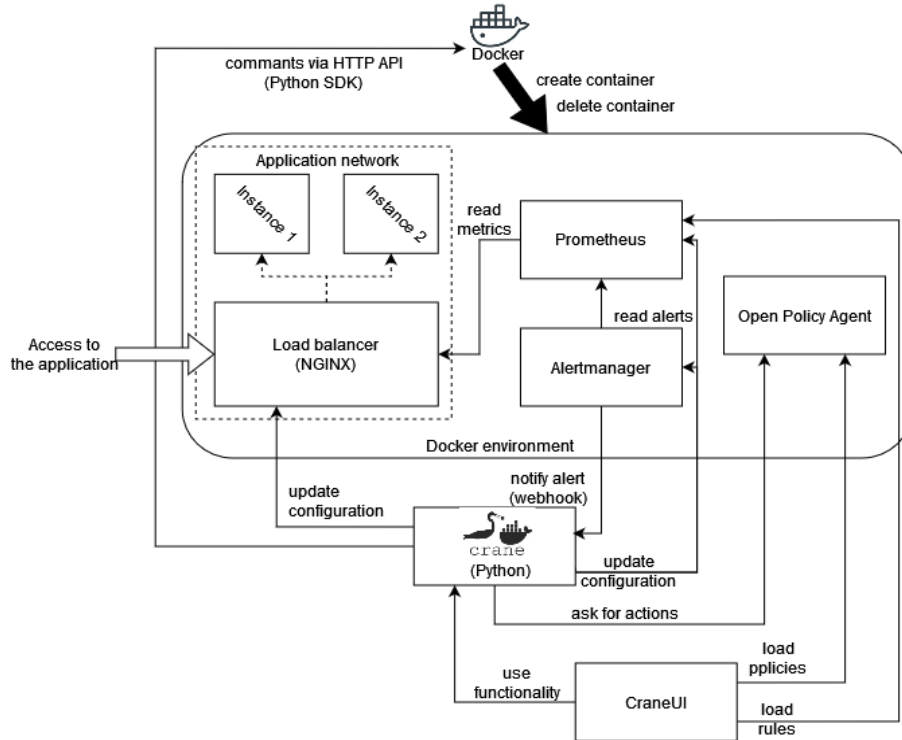 Docker
commants via HTTP API
(Python SDK)
create container
delete container
Application network
Instance 1
Instance 2
read
metrics
Prometheus
read alerts
Open Policy Agent
Load balancer
(NGINX)
Alertmanager
Access to
the application
Docker environment
notify alert
(webhook)
update
configuration
crane
(Python)
update
configuration
ask for actions
load
pplicies
use
functionality
CraneUI
load
rules